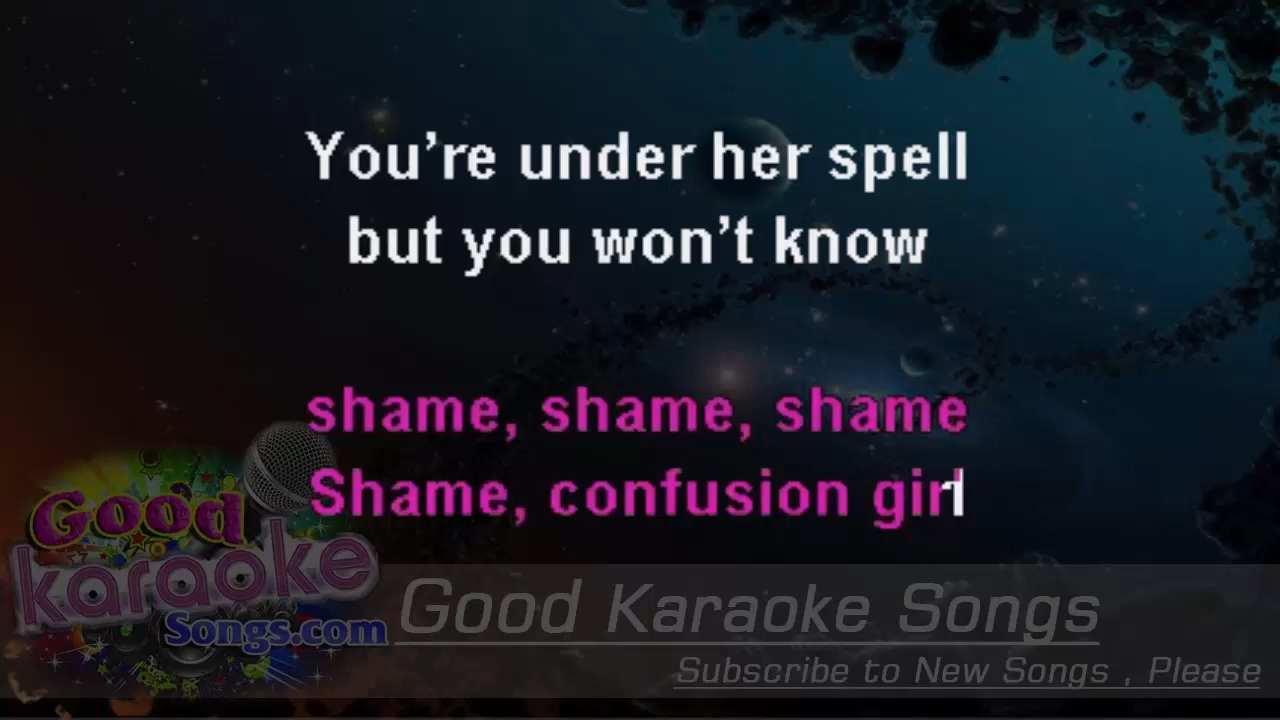 You're under her spell
but you won't know
shame, shame, shame
Shame, confusion girl
Good
karaoke
Songs.com
Good Karaoke Songs
Subscribe to New Songs , Please